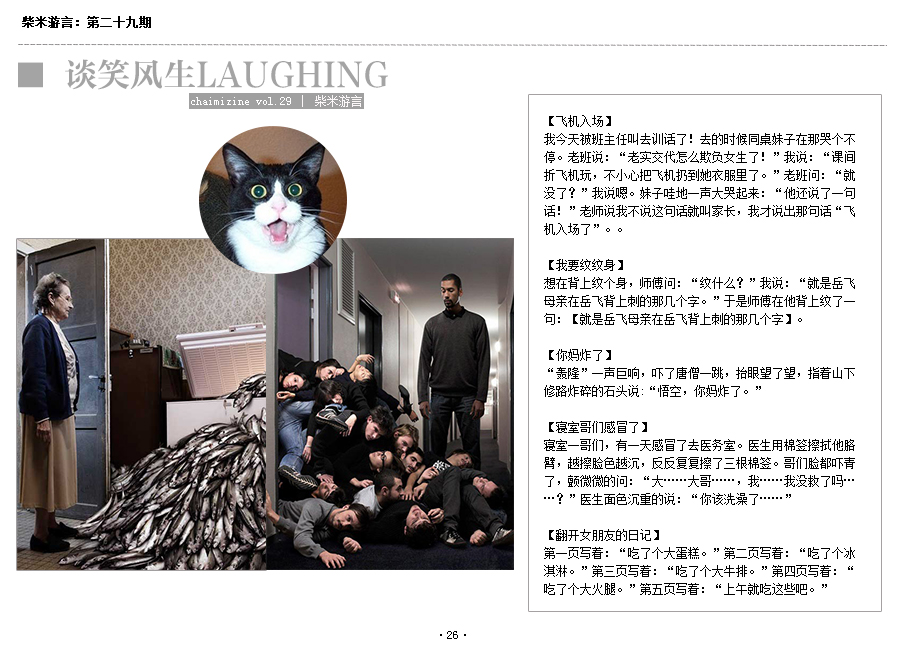 柴米游言：第二十九期
谈笑风生LAUGHING
chaimizine vol.29 | 柴米游言
【飞机入场】
我今天被班主任叫去训话了！去的时候同桌妹子在那哭个不
停。老班说：“老实交代怎么欺负女生了！”我说：“课间
折飞机玩，不小心把飞机扔到她衣服里了。”老班问：“就
没了？”我说嗯。妹子哇地一声大哭起来：“他还说了一句
话！”老师说我不说这句话就叫家长，我才说出那句话“飞
机入场了”。。
【我要纹纹身】
想在背上纹个身，师傅问：“纹什么？”我说：“就是岳飞
母亲在岳飞背上刺的那几个字。”于是师傅在他背上纹了一
句：【就是岳飞母亲在岳飞背上刺的那几个字】。
【你妈炸了】
“轰隆”一声巨响，吓了唐僧一跳，抬眼望了望，指着山下
修路炸碎的石头说:“悟空，你妈炸了。”
【寝室哥们感冒了】
寝室一哥们，有一天感冒了去医务室。医生用棉签擦拭他胳
臂，越擦脸色越沉，反反复复擦了三根棉签。哥们脸都吓青
了，颤微微的问：“大……大哥……，我……我没救了吗…
…？”医生面色沉重的说：“你该洗澡了……”
【翻开女朋友的日记】
第一页写着：“吃了个大蛋糕。”第二页写着：“吃了个冰
淇淋。”第三页写着：“吃了个大牛排。”第四页写着：“
吃了个大火腿。”第五页写着：“上午就吃这些吧。”
·26·